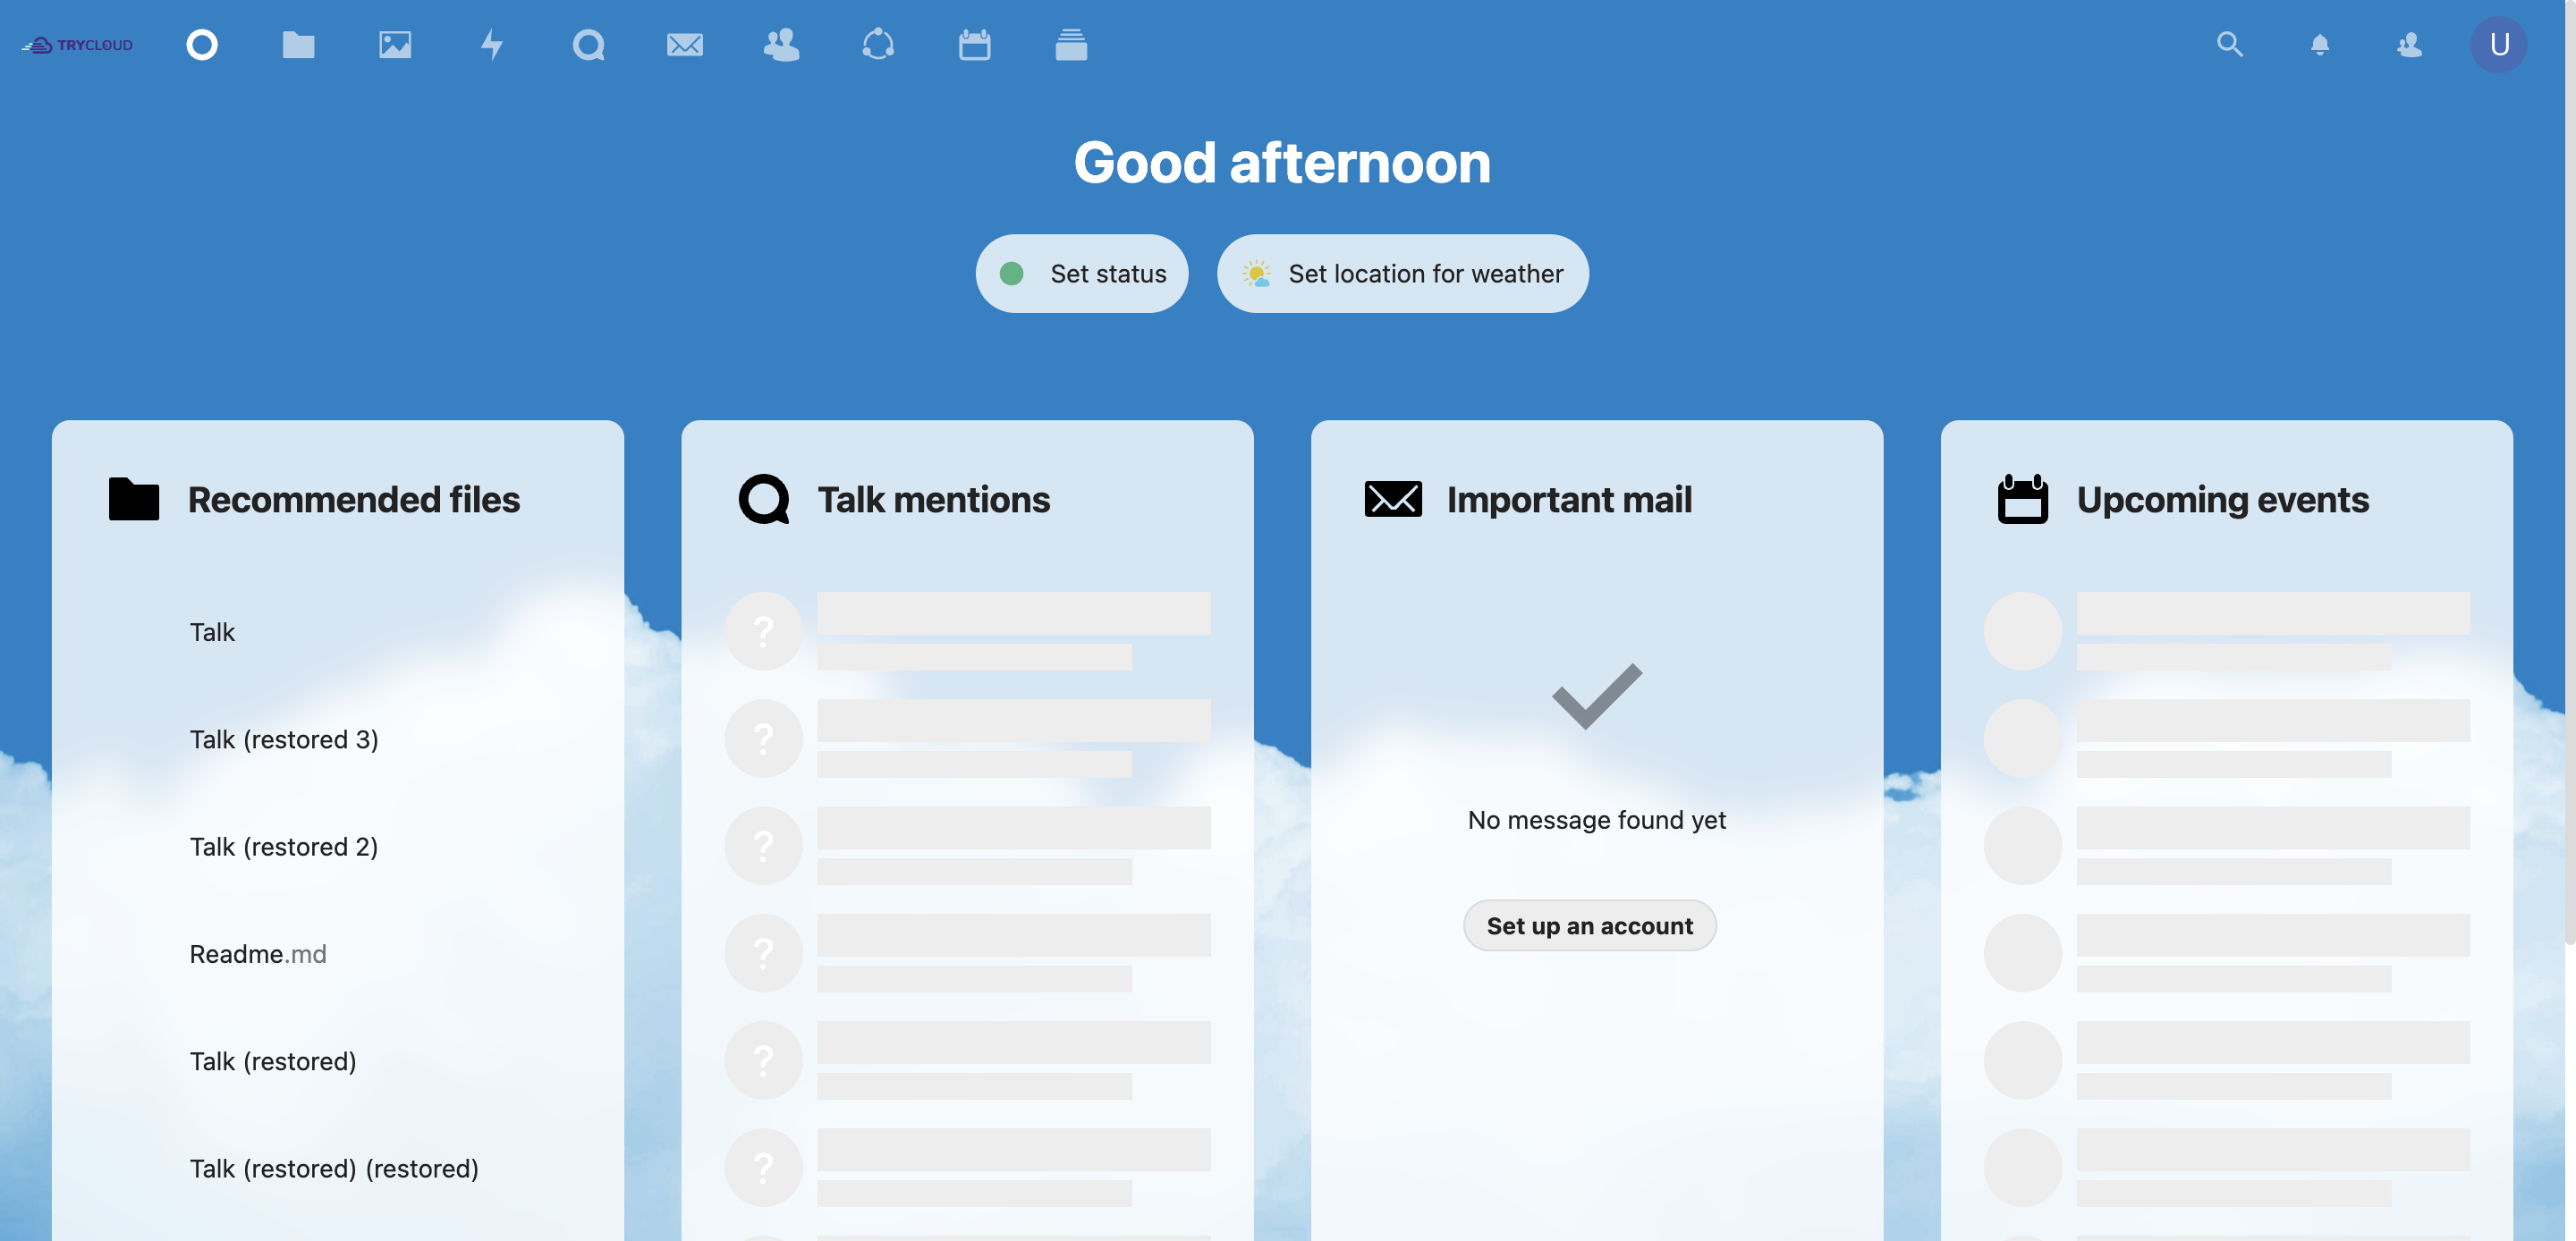 TRYCLOUD
U
Good afternoon
Set status
Set location for weather
Recommended files
Talk
Talk (restored 3)
Talk (restored 2)
Readme.md
Talk (restored)
Talk (restored) (restored)
Talk mentions
?
?
?
?
?
?
Important mail
No message found yet
Set up an account
Upcoming events